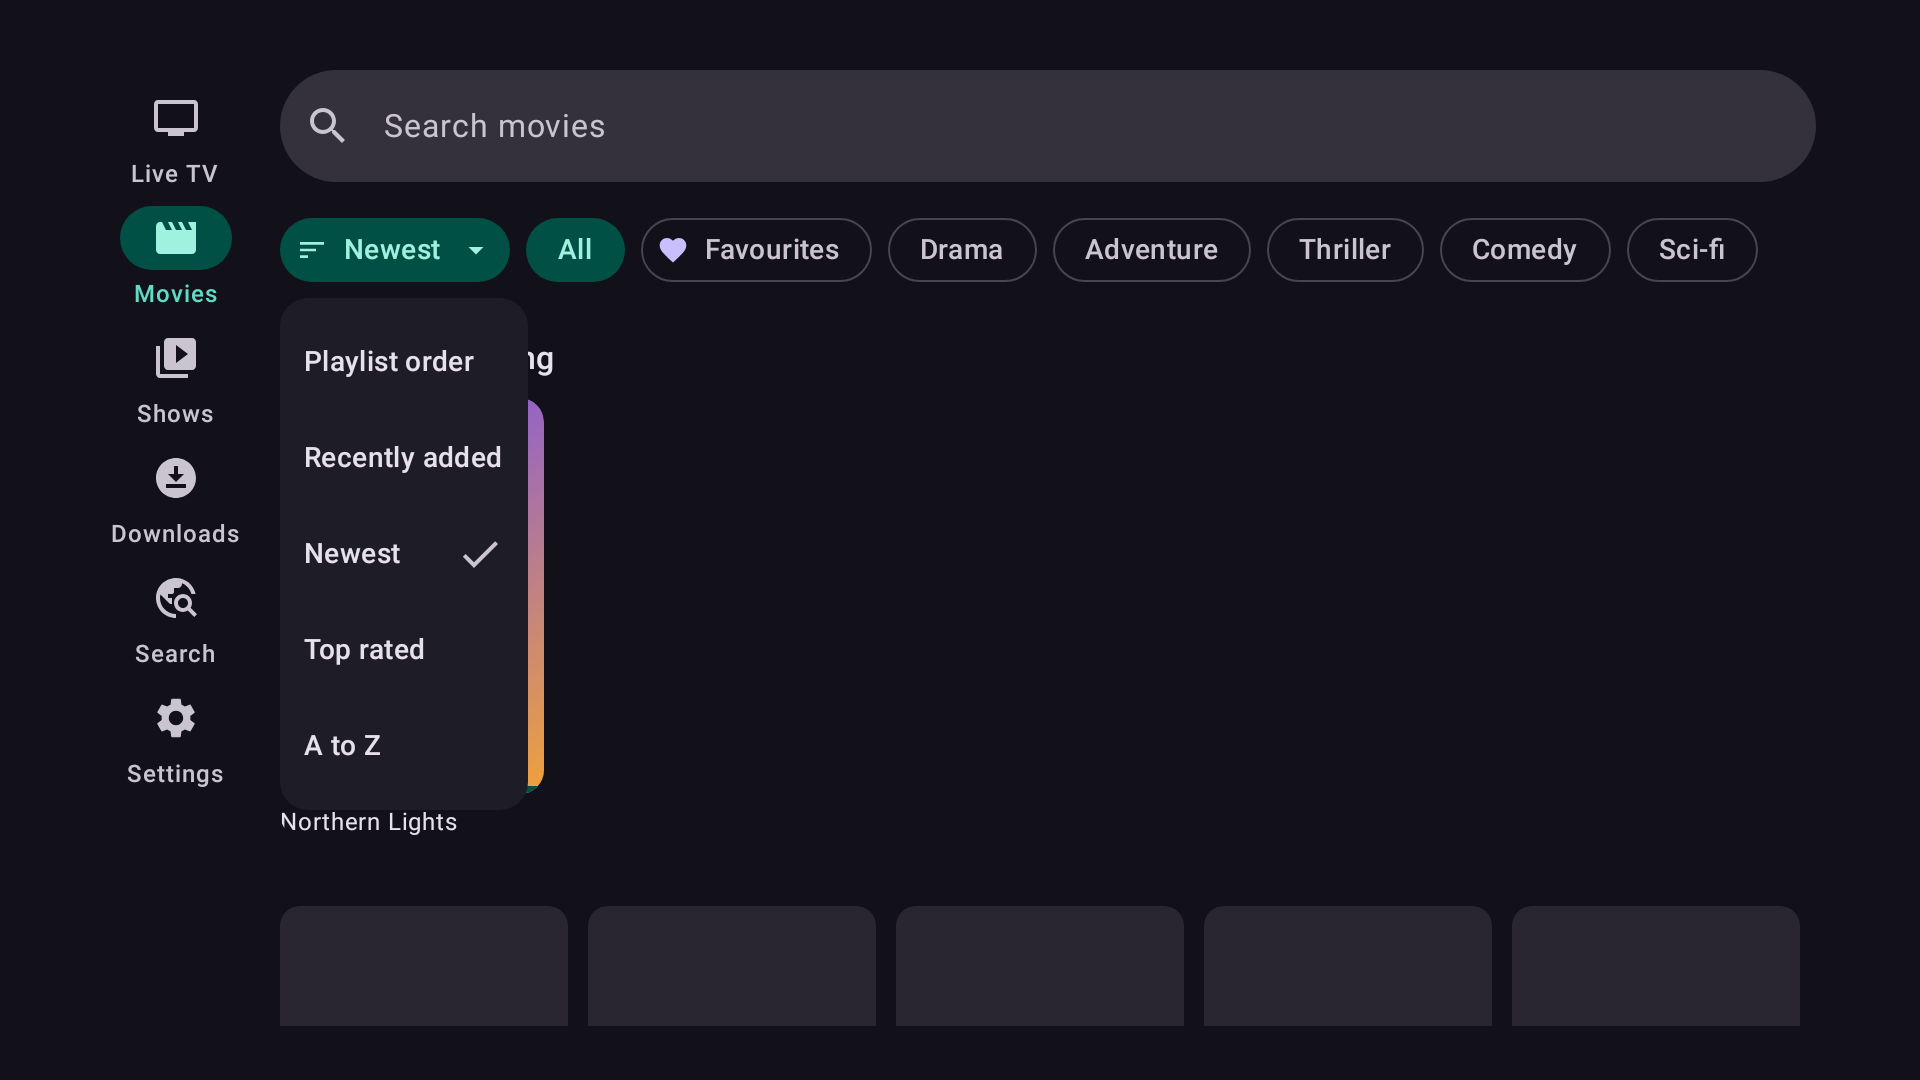 Search movies
Live TV
Movies
Shows
Downloads
Search
Settings
Newest
All
Favourites
Drama
Adventure
Thriller
Comedy
Sci-fi
Playlist order
Recently added
Newest
Top rated
A to Z
Northern Lights